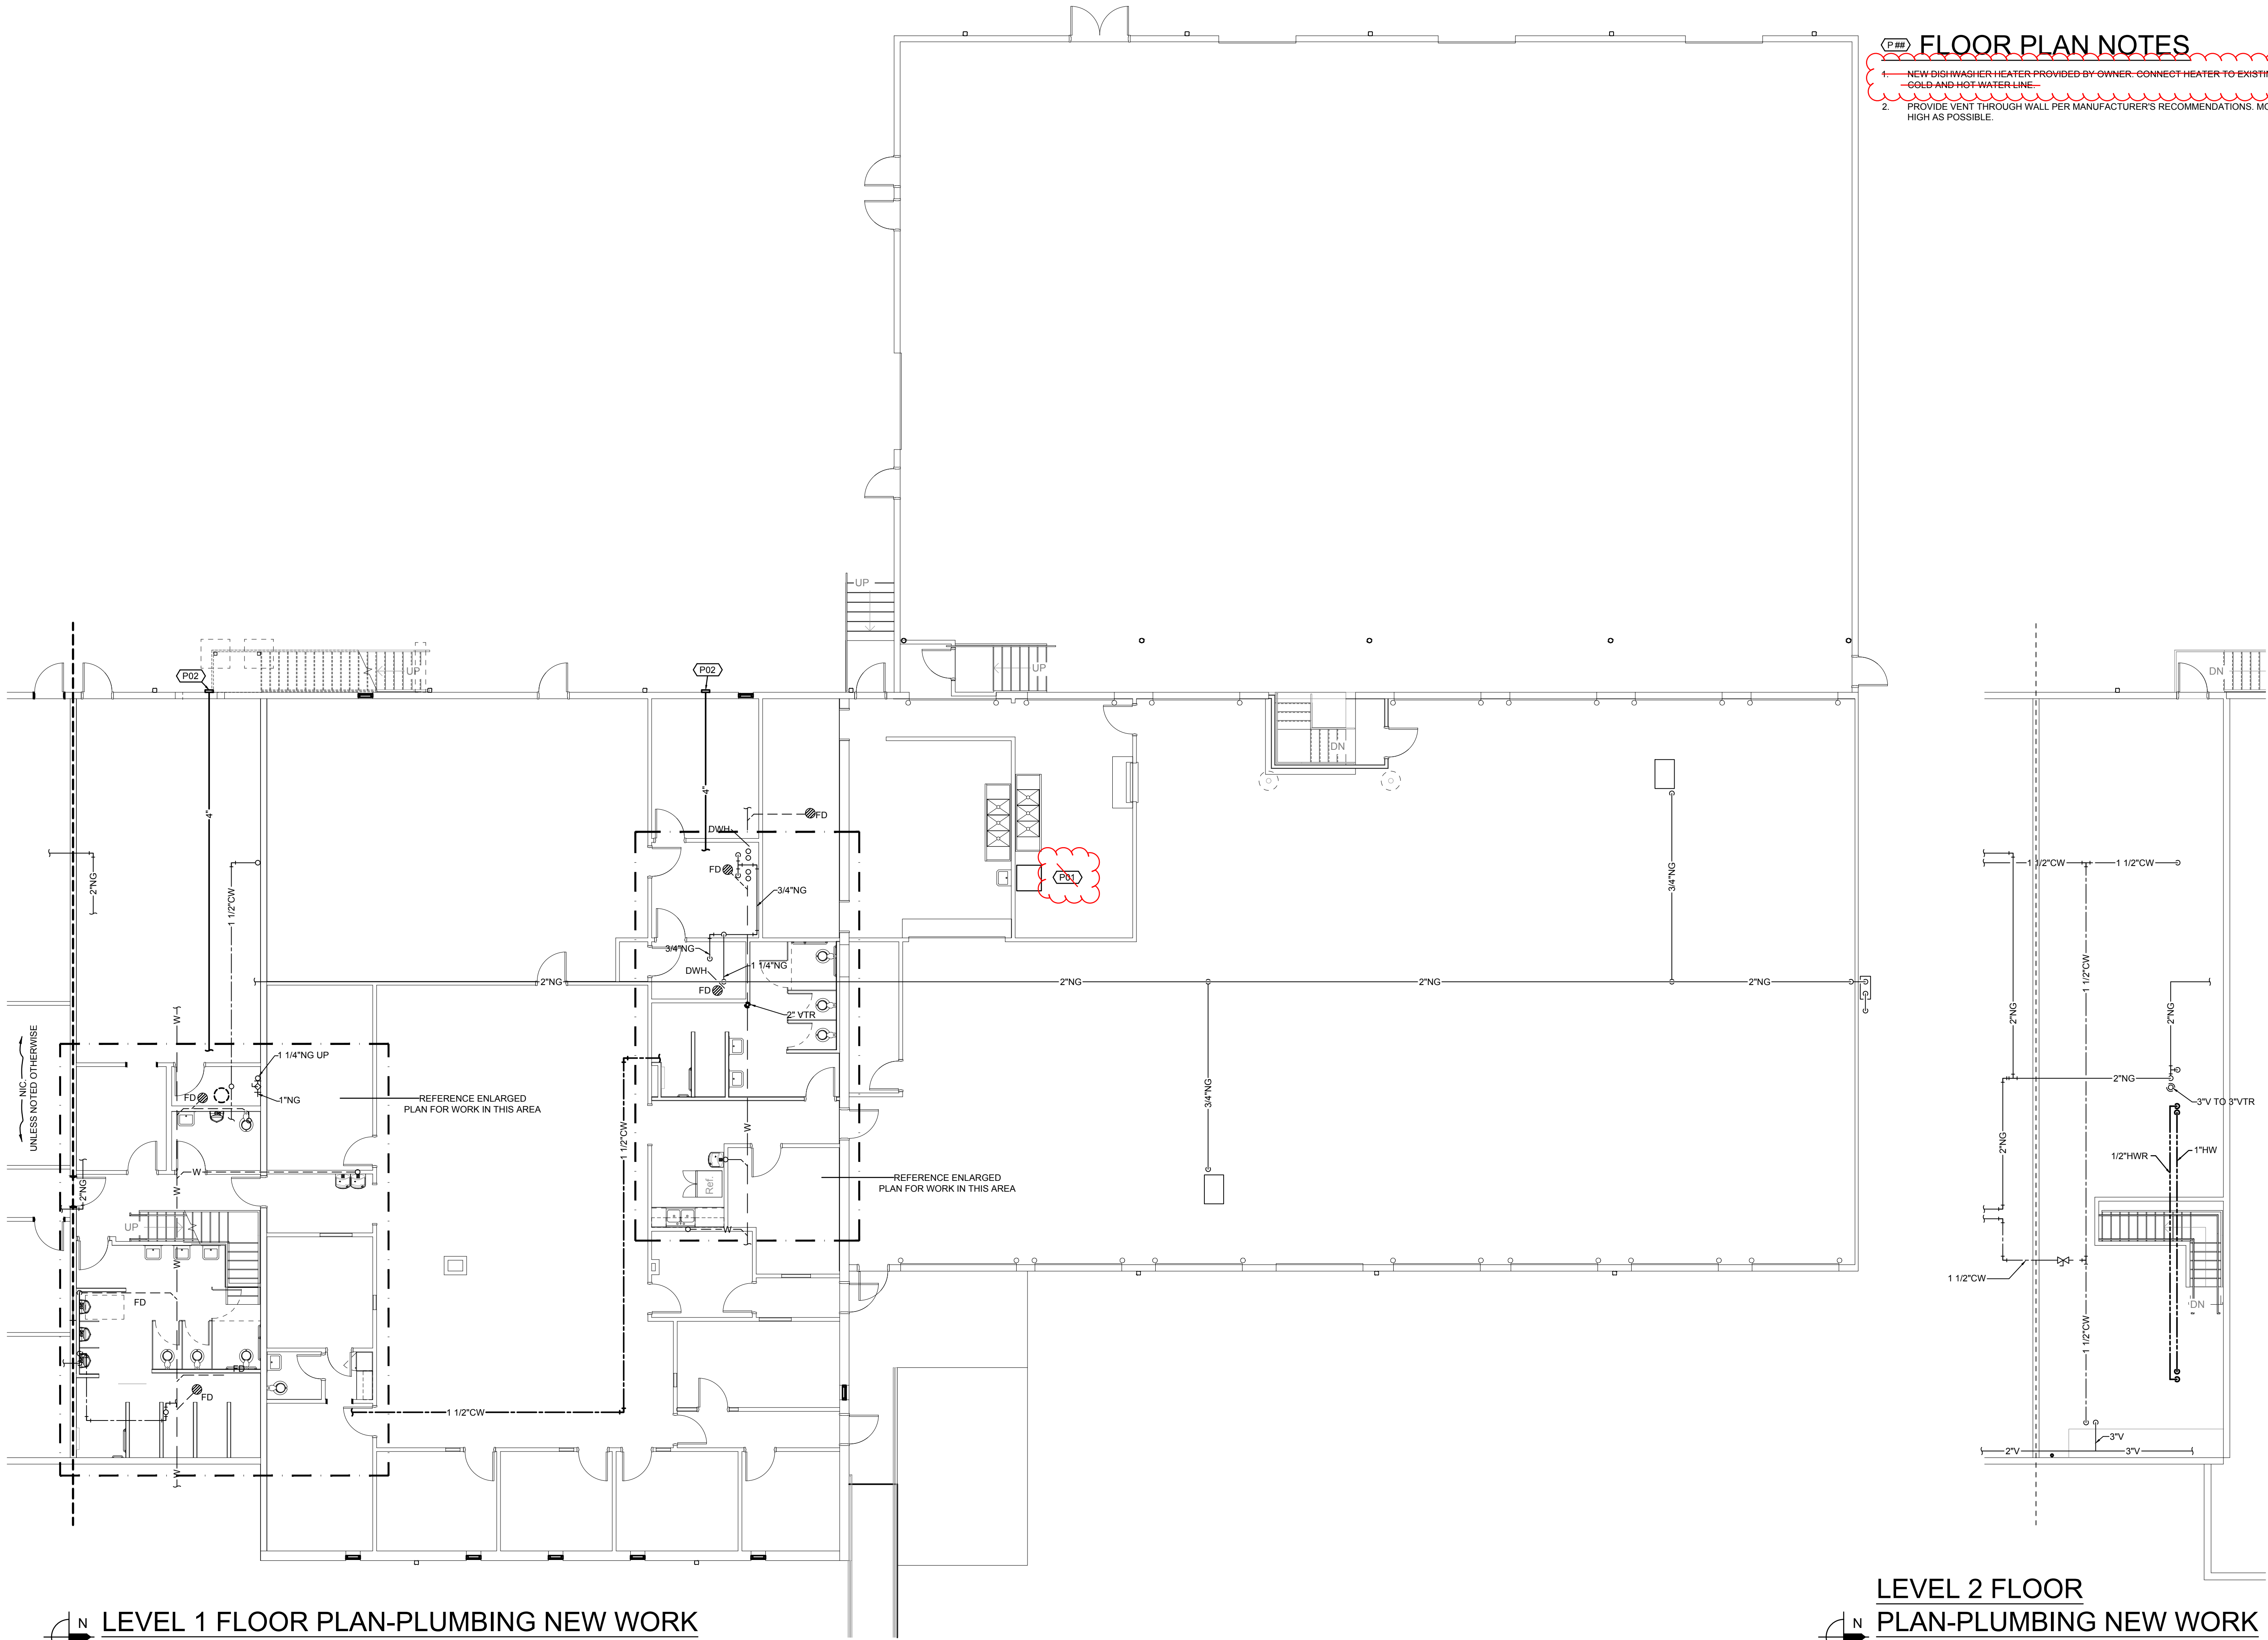 P ## FLOOR PLAN NOTES
1. NEW DISHWASHER HEATER PROVIDED BY OWNER. CONNECT HEATER TO
COLD AND HOT WATER LINE.
2. PROVIDE VENT THROUGH WALL PER MANUFACTURER'S RECOMMENDATIONS.
HIGH AS POSSIBLE.
UP
P02
UP
P02
UP
DN
DN
4"
4"
DWH
FD
FD
P01
3/4"NG
2"NG
1 1/2"CW
3/4"NG
1 1/2"CW
1 1/2"CW
3/4"NG
1 1/4"NG
DWH
FD
2"NG
2"NG
2"NG
2"NG
2" VTR
1 1/2"CW
2"NG
2"NG
W
NIC.
UNLESS NOTED OTHERWISE
1 1/4"NG UP
1"NG
FD
REFERENCE ENLARGED
PLAN FOR WORK IN THIS AREA
1 1/2"CW
W
3/4"NG
2"NG
3"V TO 3"VTR
2"NG
1/2"HWR
1"HW
W
W
2"NG
UP
Ref.
REFERENCE ENLARGED
PLAN FOR WORK IN THIS AREA
W
W
FD
FD
FD
1 1/2"CW
1 1/2"CW
DN
1 1/2"CW
W
2"V
3"V
3"V
N LEVEL 1 FLOOR PLAN-PLUMBING NEW WORK
LEVEL 2 FLOOR
N PLAN-PLUMBING NEW WORK